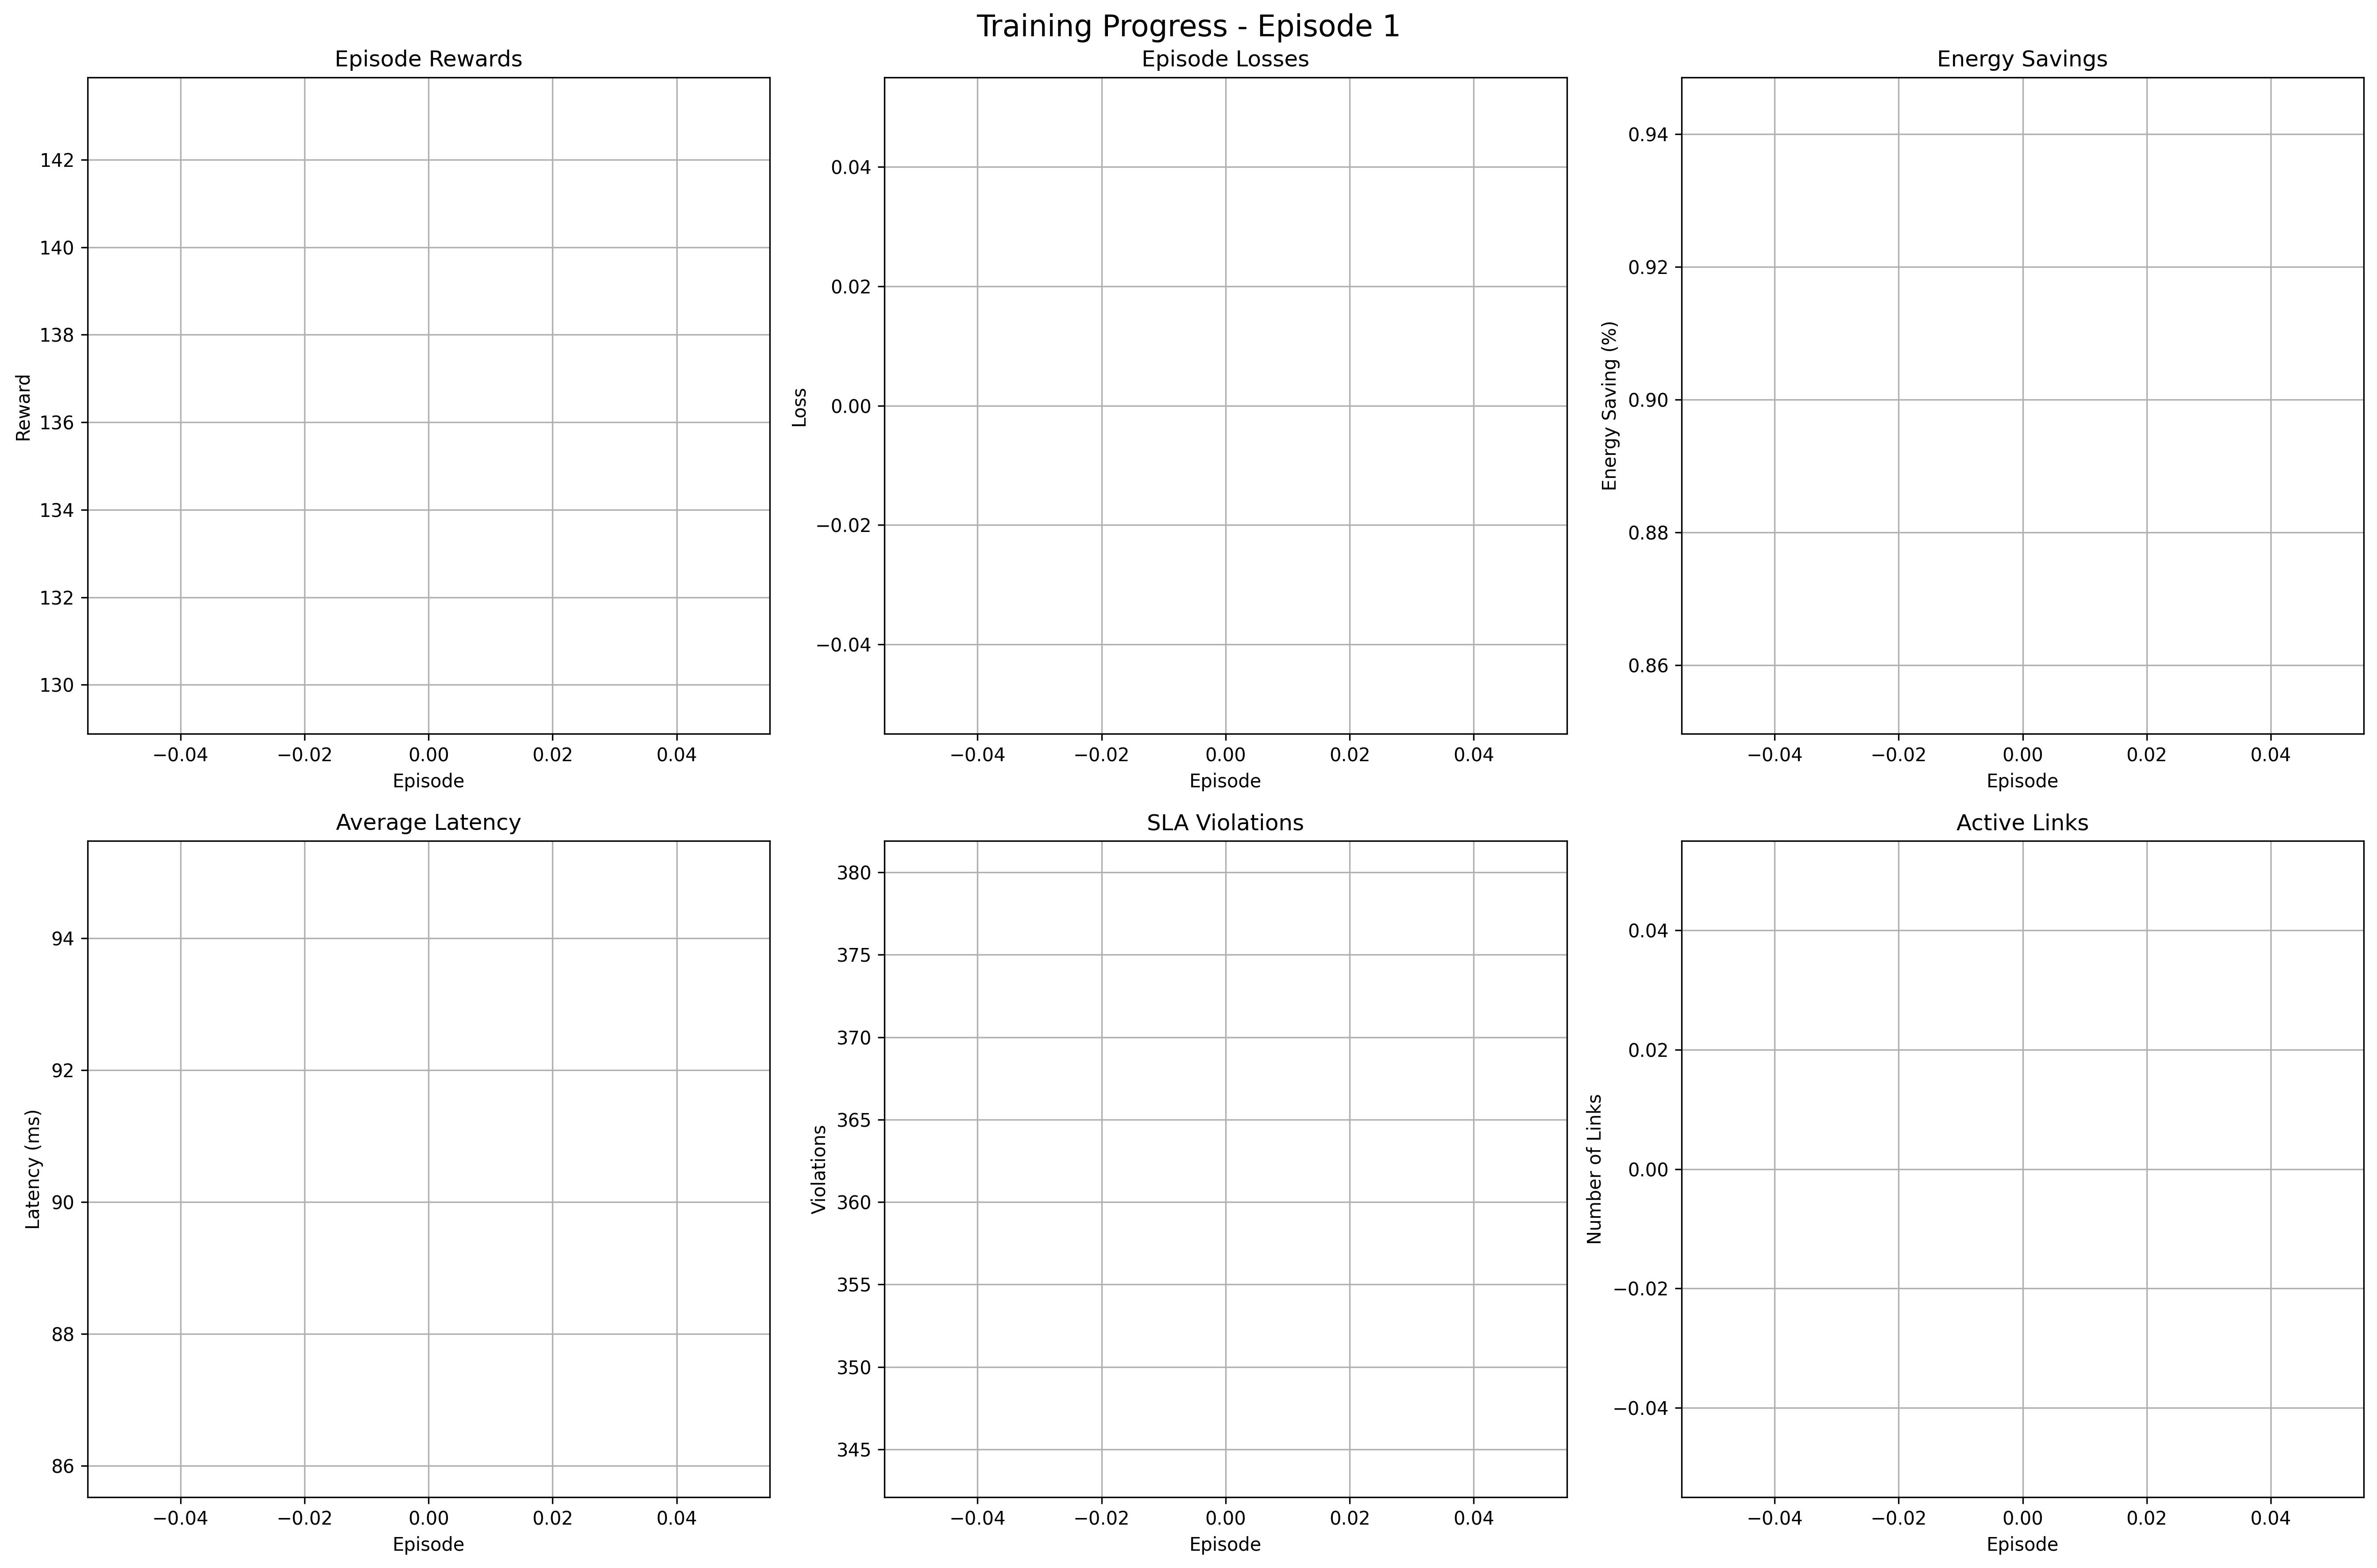 Training Progress - Episode 1
Episode Rewards
Reward
142
140
138
136
134
132
130
−0.04 −0.02 0.00 0.02 0.04
Episode
Episode Losses
Loss
0.04
0.02
0.00
−0.02
−0.04
−0.04 −0.02 0.00 0.02 0.04
Episode
Energy Savings
Energy Saving (%)
0.94
0.92
0.90
0.88
0.86
−0.04 −0.02 0.00 0.02 0.04
Episode
Average Latency
Latency (ms)
94
92
90
88
86
−0.04 −0.02 0.00 0.02 0.04
Episode
SLA Violations
Violations
380
375
370
365
360
355
350
345
−0.04 −0.02 0.00 0.02 0.04
Episode
Active Links
Number of Links
0.04
0.02
0.00
−0.02
−0.04
−0.04 −0.02 0.00 0.02 0.04
Episode